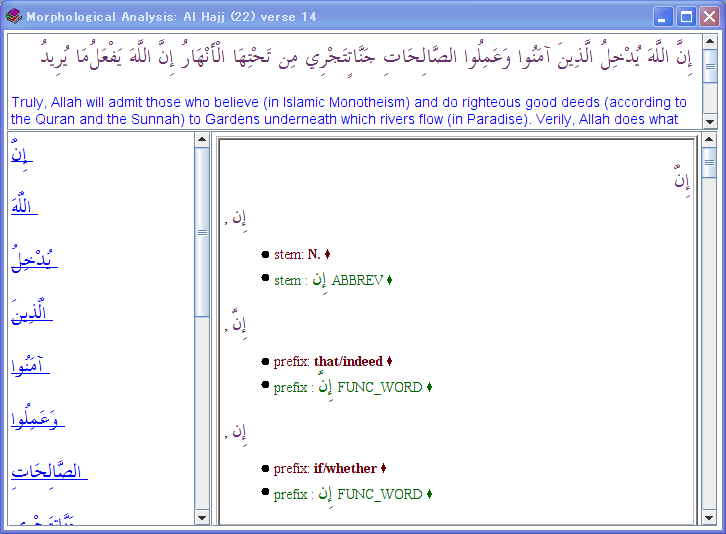 Morphological Analysis: Al Hajj (22) verse 14
إِنَّ اللَّهَ يُدْخِلُ الَّذِينَ آمَنُوا وَعَمِلُوا الصَّالِحَاتِ جَنَّاتٍتَجْرِي مِن تَحْتِهَا الْأَنْهَارُ إِنَّ اللَّهَ يَفْعَلُمَا يُرِيدُ
Truly, Allah will admit those who believe (in Islamic Monotheism) and do righteous good deeds (according to
the Quran and the Sunnah) to Gardens underneath which rivers flow (in Paradise). Verily, Allah does what
إِنَّ
اللَّهَ
يُدْخِلُ
الَّذِينَ
آمَنُوا
وَعَمِلُوا
الصَّالِحَاتِ
إِنَّ
إِن ,
stem: N.
stem : إِن ABBREV
إِنَّ ,
prefix: that/indeed
prefix : إِنَّ FUNC_WORD
إِن ,
prefix: if/whether
prefix : إِن FUNC_WORD